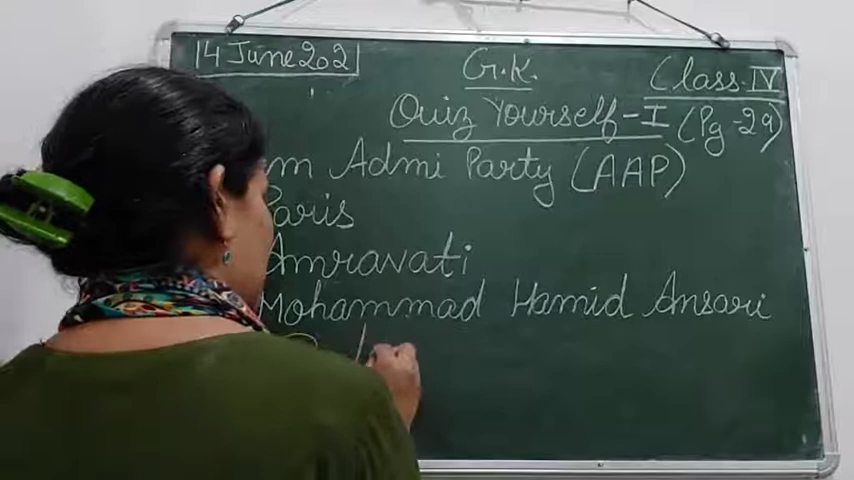 14 June 2021
G.K.
Class-IV
Quiz Yourself-I (Pg-29)
Admi Party (AAP)
Paris
Amravati
Mohammad Hamid Ansari